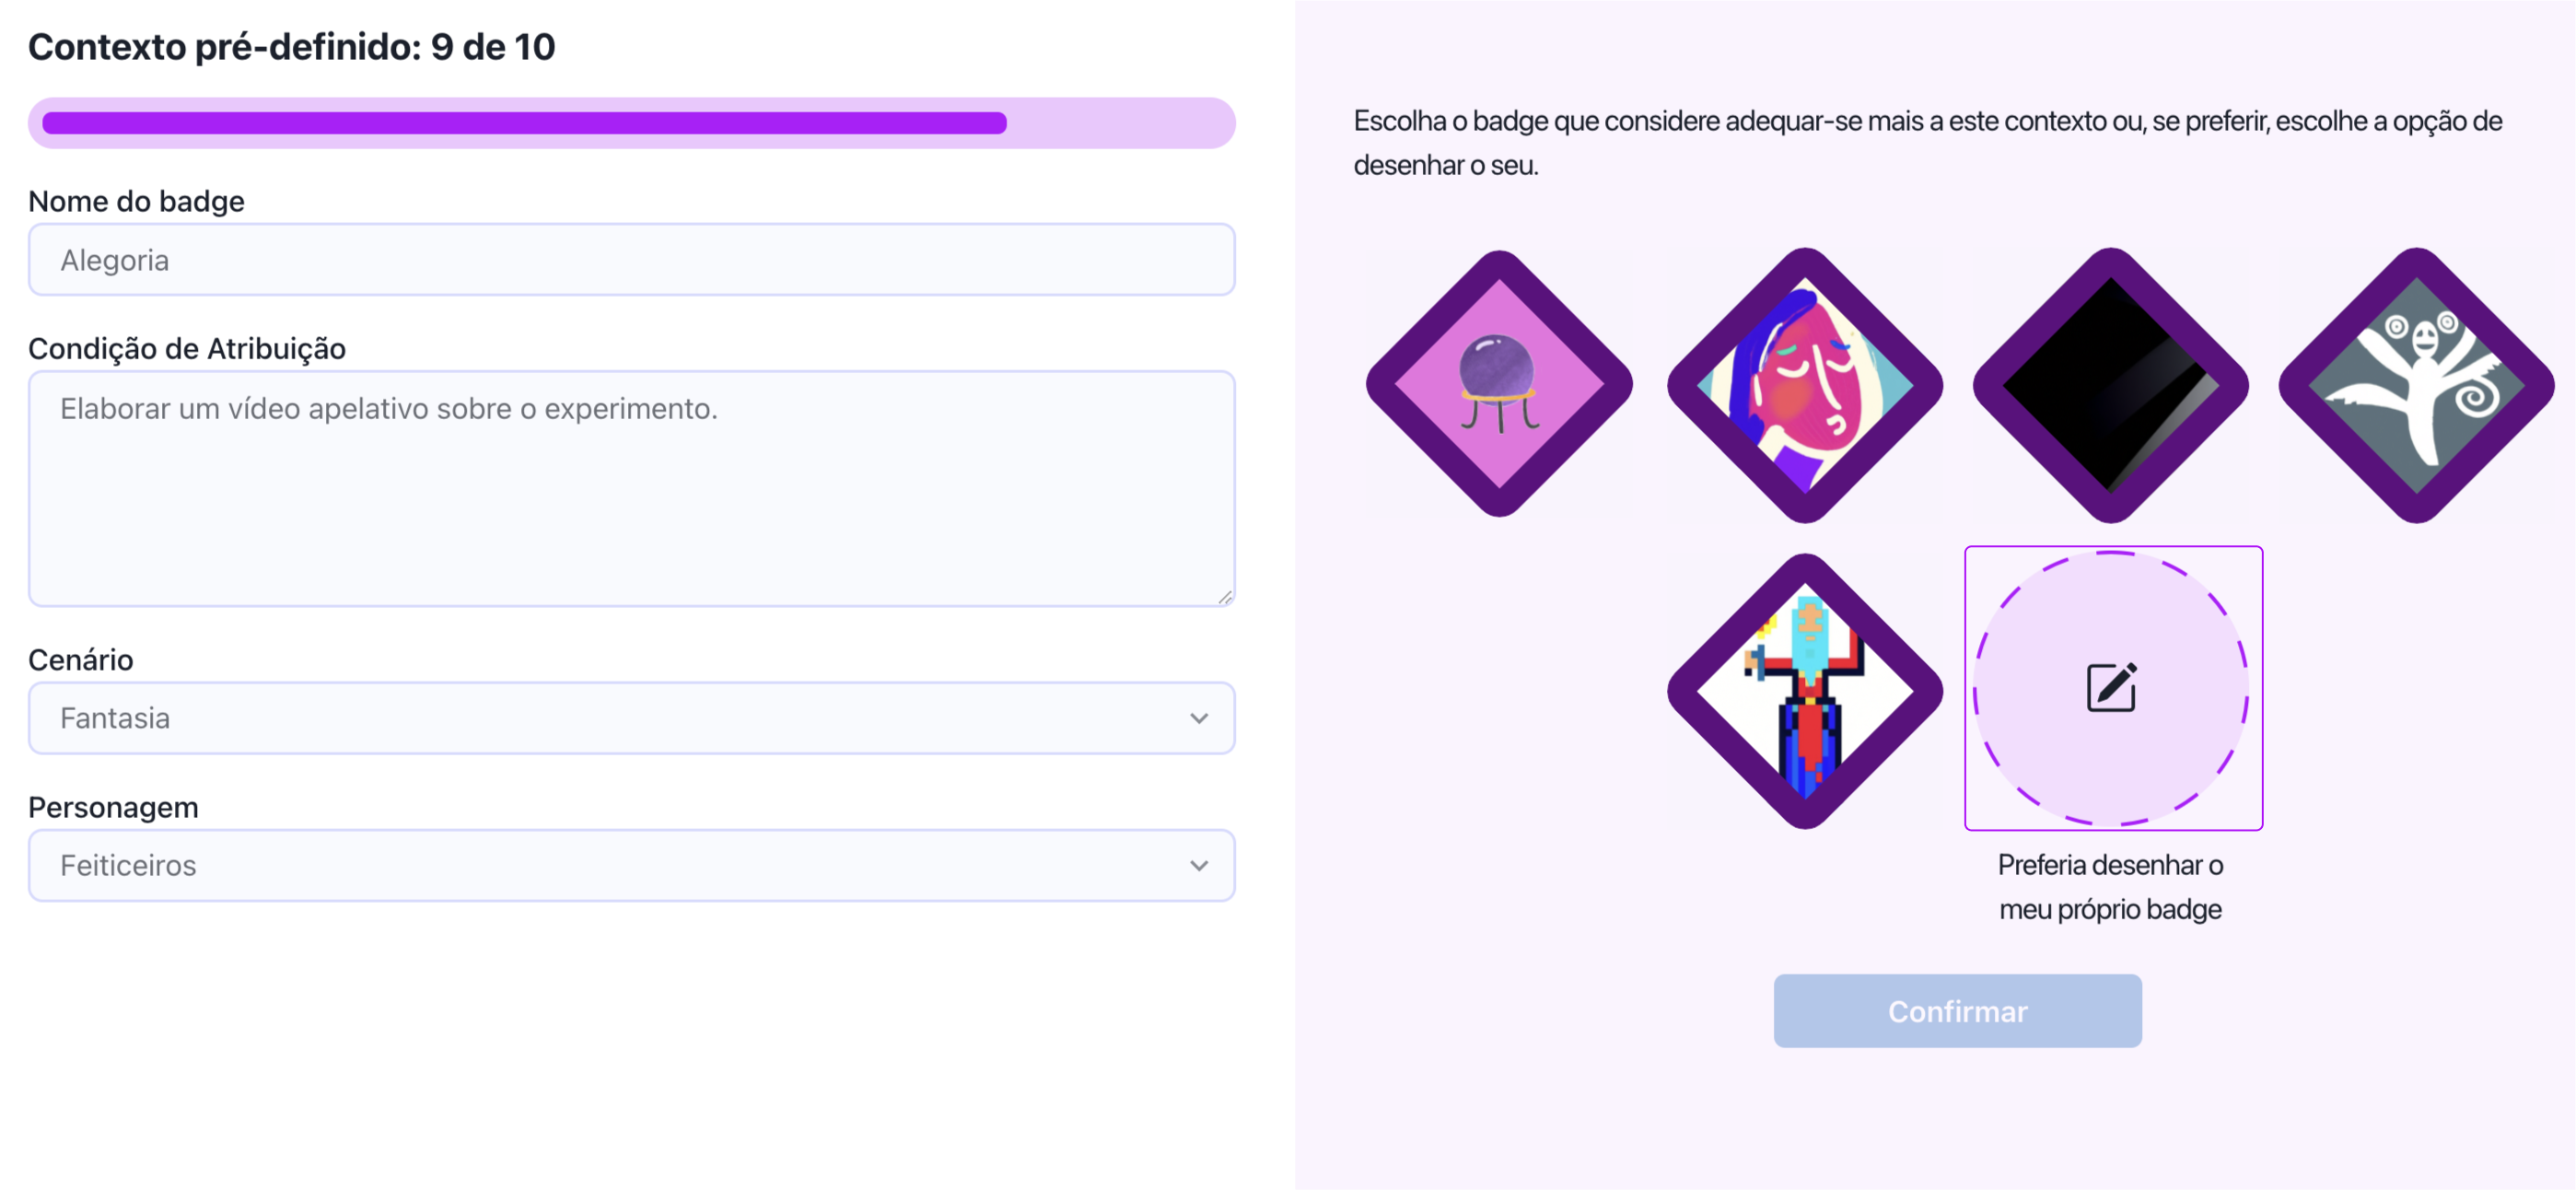 Contexto pré-definido: 9 de 10
Nome do badge
Alegoria
Condição de Atribuição
Elaborar um vídeo apelativo sobre o experimento.
Cenário
Fantasia
Personagem
Feiticeiros
Escolha o badge que considere adequar-se mais a este contexto ou, se preferir, escolhe a opção de
desenhar o seu.
Preferia desenhar o
meu próprio badge
Confirmar